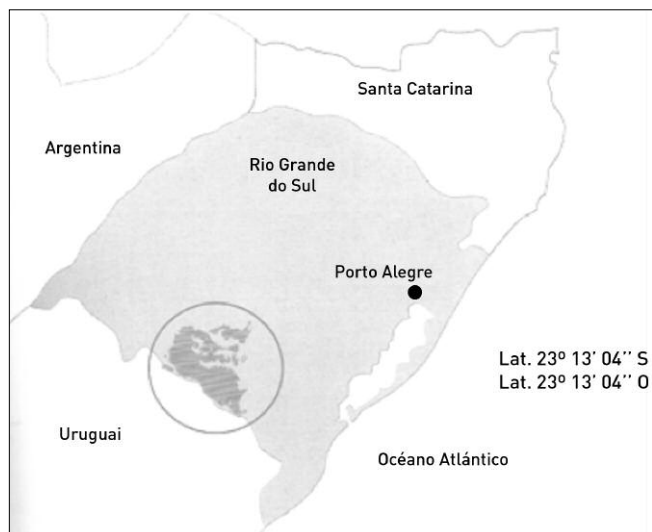 Santa Catarina
Argentina
Rio Grande
do Sul
Porto Alegre
Lat. 23º 13' 04'' S
Lat. 23º 13' 04'' O
Uruguai
Océano Atlántico